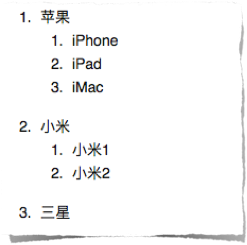 1. 苹果
1. iPhone
2. iPad
3. iMac
2. 小米
1. 小米1
2. 小米2
3. 三星